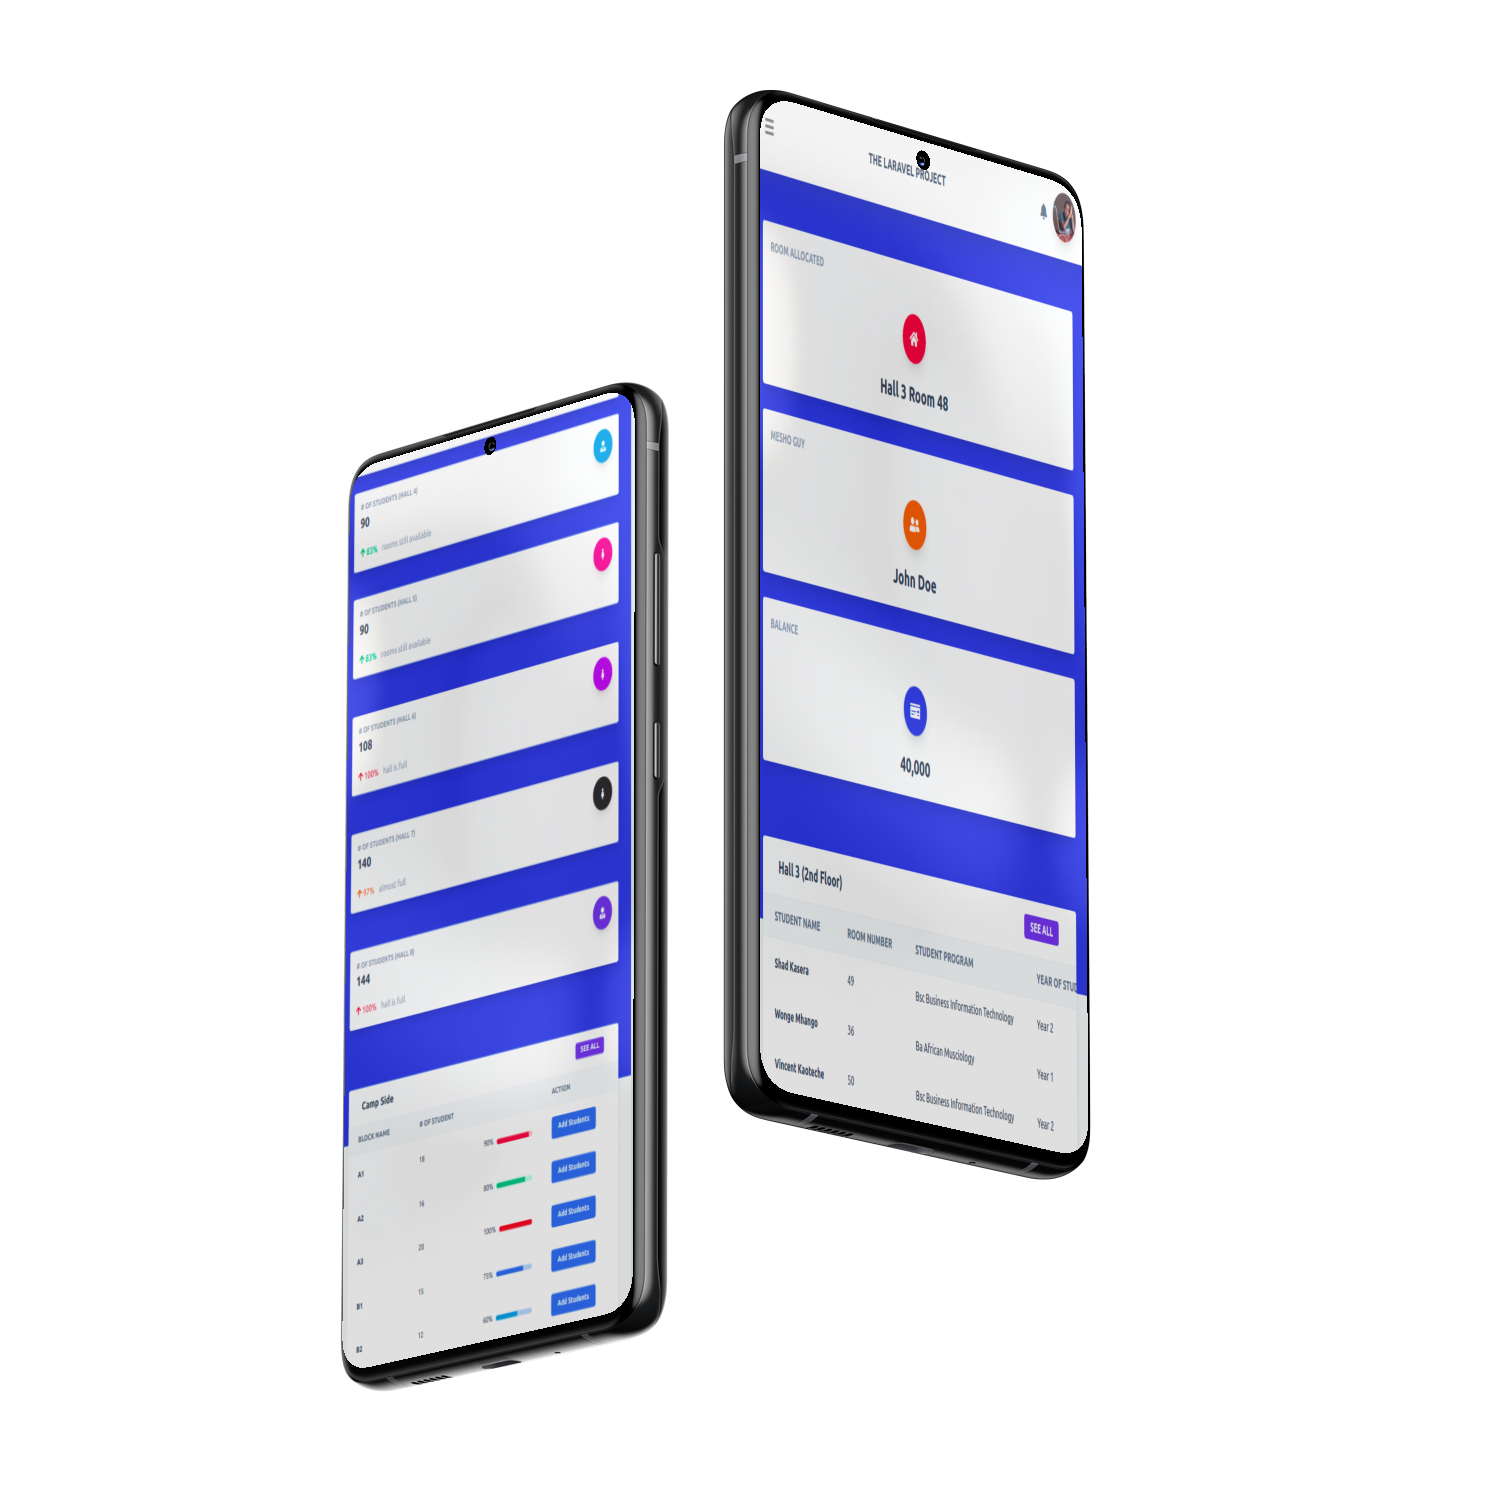 # OF STUDENTS (HALL 4)
90
83% rooms still available
# OF STUDENTS (HALL 5)
90
83% rooms still available
# OF STUDENTS (HALL 6)
108
100% hall is full
# OF STUDENTS (HALL 7)
140
97% almost full
# OF STUDENTS (HALL 8)
144
100% hall is full
SEE ALL
Camp Side
BLOCK NAME # OF STUDENT ACTION
A1 18 90% Add Students
A2 16 80% Add Students
A3 20 100% Add Students
B1 15 75% Add Students
B2 12 60% Add Students
THE LARAVEL PROJECT
ROOM ALLOCATED
Hall 3 Room 48
MESHO GUY
John Doe
BALANCE
40,000
Hall 3 (2nd Floor)
SEE ALL
STUDENT NAME ROOM NUMBER STUDENT PROGRAM YEAR OF STUD
Shad Kasera 49 Bsc Business Information Technology Year 2
Wonge Mhango 36 Ba African Musciology Year 1
Vincent Kaoteche 50 Bsc Business Information Technology Year 2